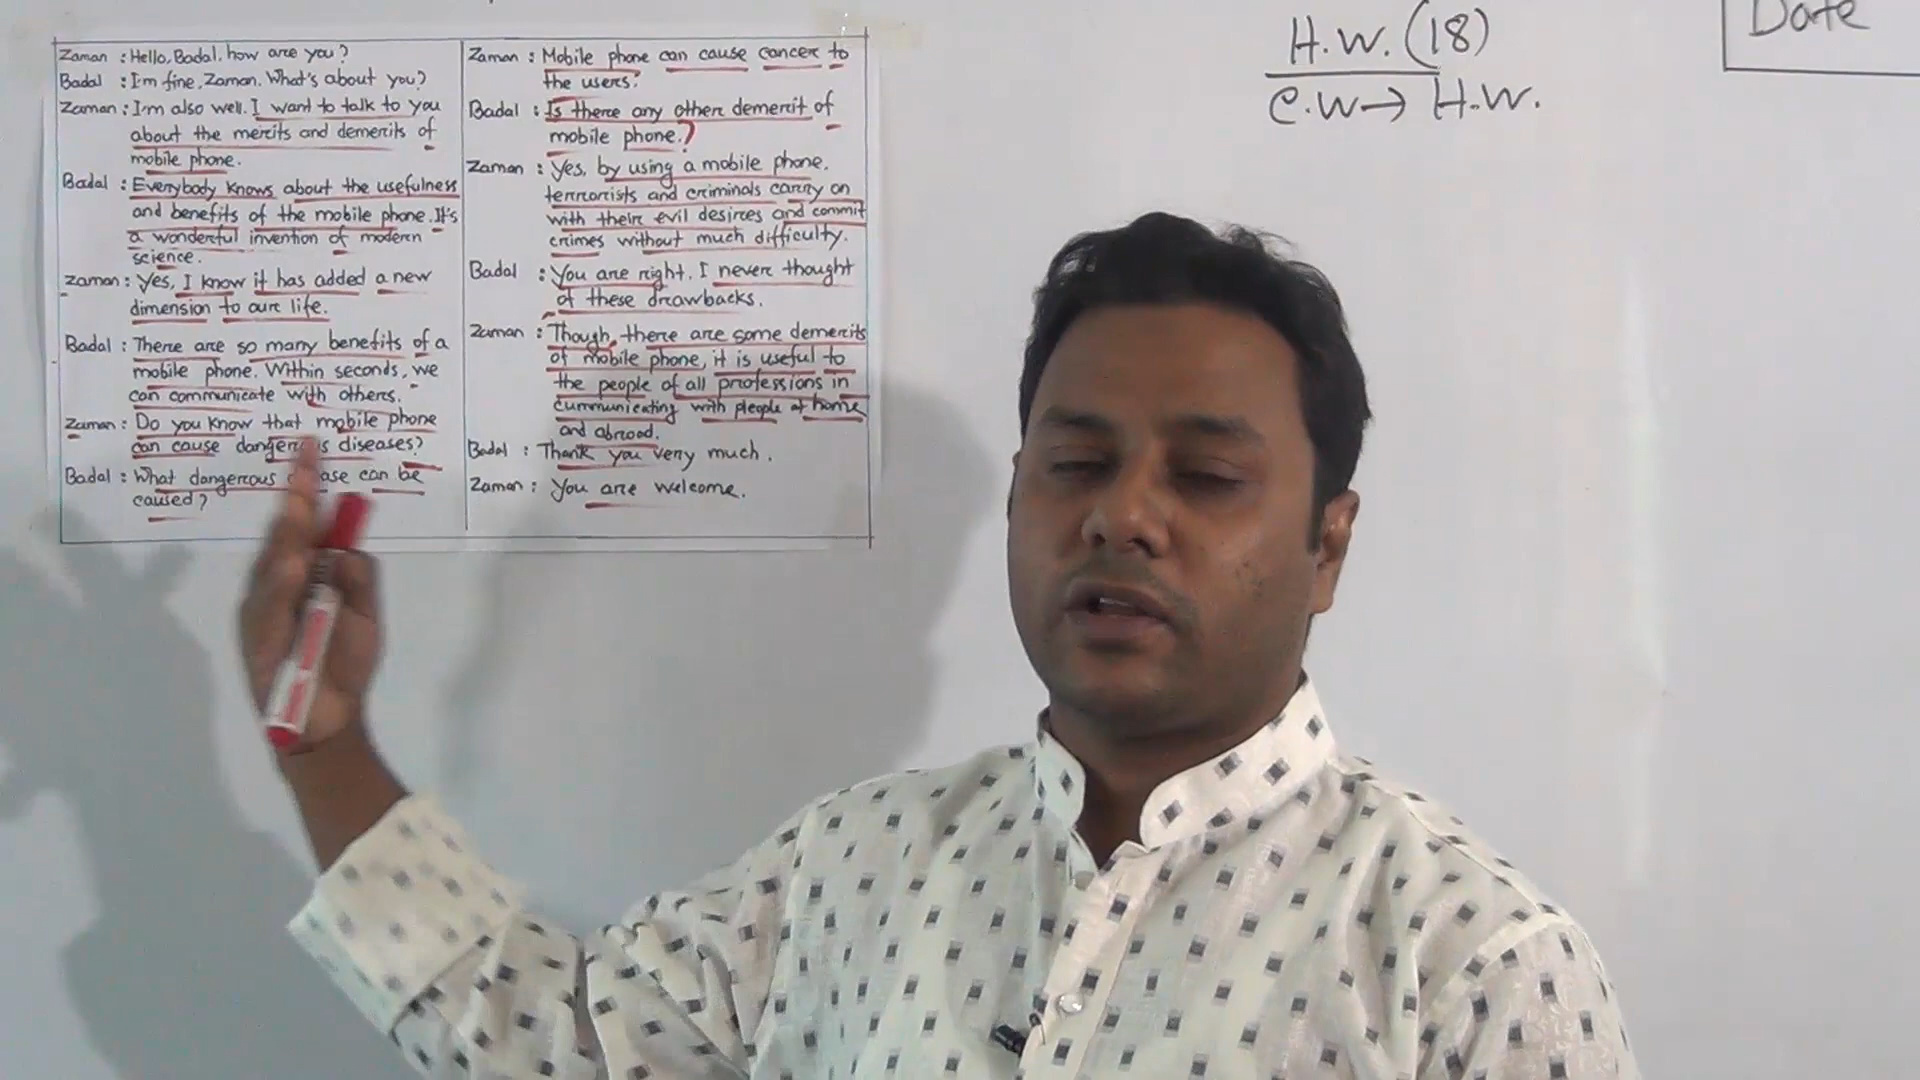 Zaman : Hello, Badal, how are you?
Badal : I'm fine, Zaman. What's about you?
Zaman : I'm also well. I want to talk to you
about the merits and demerits of
mobile phone.
Badal : Everybody knows about the usefulness
and benefits of the mobile phone. It's
a wonderful invention of modern
science.
Zaman : Yes, I know it has added a new
dimension to our life.
Badal : There are so many benefits of a
mobile phone. Within seconds, we
can communicate with others.
Zaman : Do you know that mobile phone
can cause dangerous diseases?
Badal : What dangerous can be
caused?
Zaman : Mobile phone can cause cancer to
the users.
Badal : Is there any other demerit of
mobile phone?
Zaman : Yes, by using a mobile phone,
terrorists and criminals carry on
with their evil desires and commit
crimes without much difficulty.
Badal : You are right. I never thought
of these drawbacks.
Zaman : Though, there are some demerits
of mobile phone, it is useful to
the people of all professions in
cummunicating with pleople at home
and abroad.
Badal : Thank you very much.
Zaman : You are welcome.
H.W. (18)
C.W → H.W.
Date